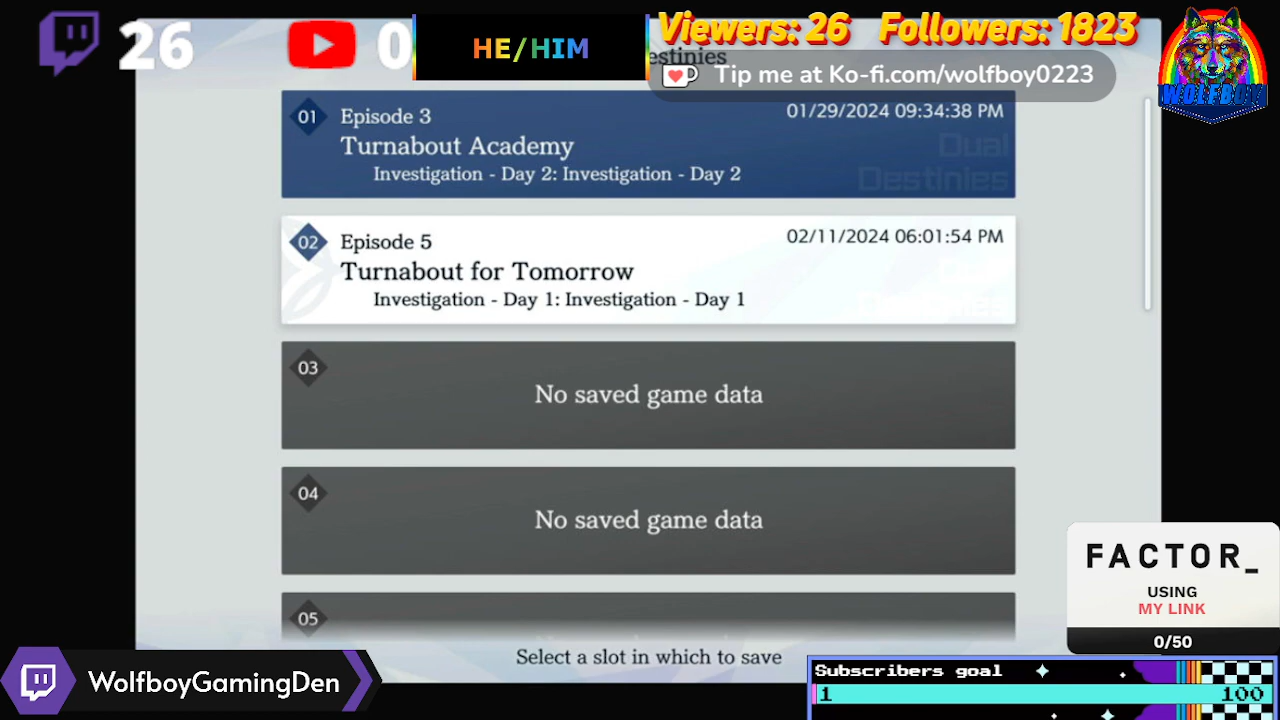 26
0
HE/HIM
Viewers: 26 Followers: 1823
estinies
Tip me at Ko-fi.com/wolfboy0223
WOLFBOY
01
Episode 3
01/29/2024 09:34:38 PM
Turnabout Academy
Investigation - Day 2: Investigation - Day 2
Dual
Destinies
02
Episode 5
02/11/2024 06:01:54 PM
Turnabout for Tomorrow
Investigation - Day 1: Investigation - Day 1
03
No saved game data
04
No saved game data
05
Select a slot in which to save
FACTOR_
USING
MY LINK
0/50
WolfboyGamingDen
Subscribers goal
1
100